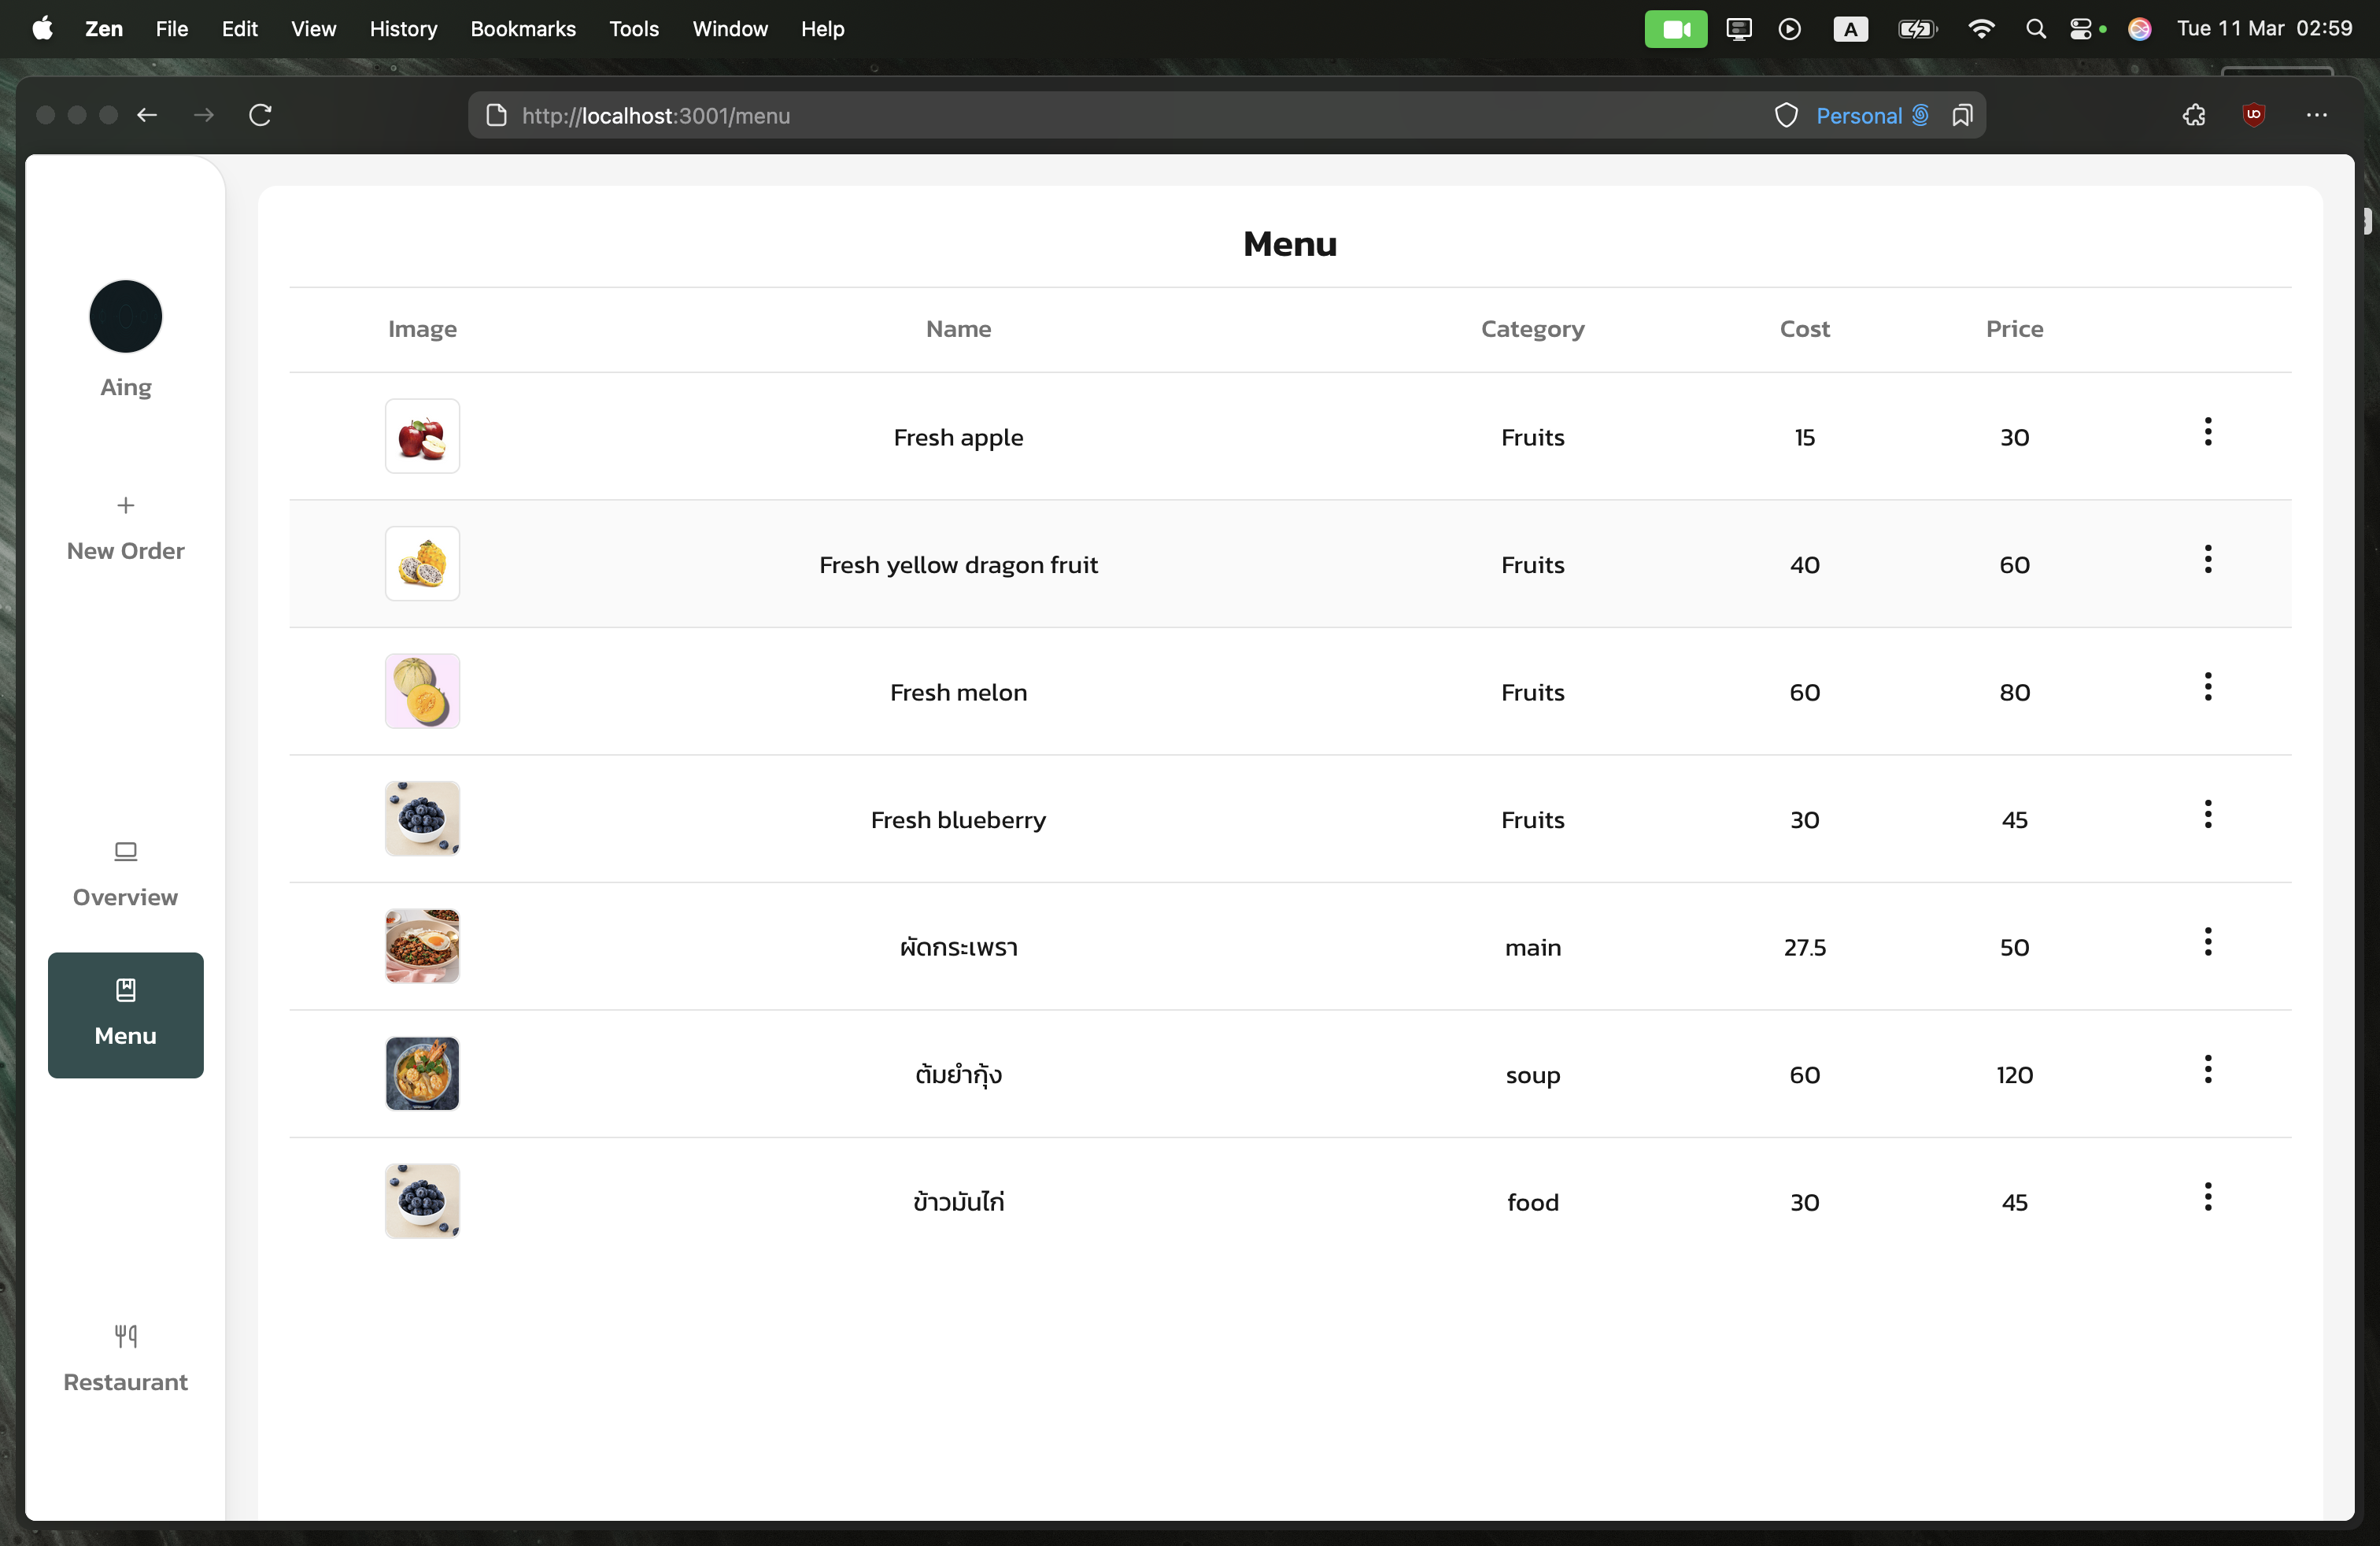 Zen File Edit View History Bookmarks Tools Window Help A Tue 11 Mar 02:59
http://localhost:3001/menu Personal
Aing
New Order
Overview
Menu
Restaurant
Menu
Image Name Category Cost Price
Fresh apple Fruits 15 30
Fresh yellow dragon fruit Fruits 40 60
Fresh melon Fruits 60 80
Fresh blueberry Fruits 30 45
ผัดกระเพรา main 27.5 50
ต้มยำกุ้ง soup 60 120
ข้าวมันไก่ food 30 45